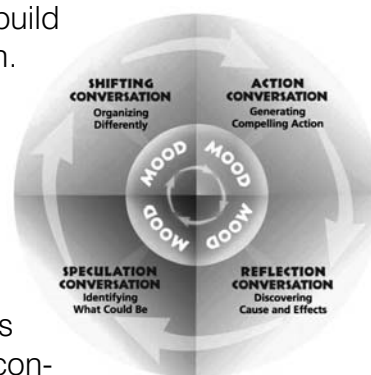 build
n.
SHIFTING
CONVERSATION
Organizing
Differently
ACTION
CONVERSATION
Generating
Compelling Action
MOOD
MOOD
MOOD
MOOD
SPECULATION
CONVERSATION
Identifying
What Could Be
REFLECTION
CONVERSATION
Discovering
Cause and Effects
s
con-